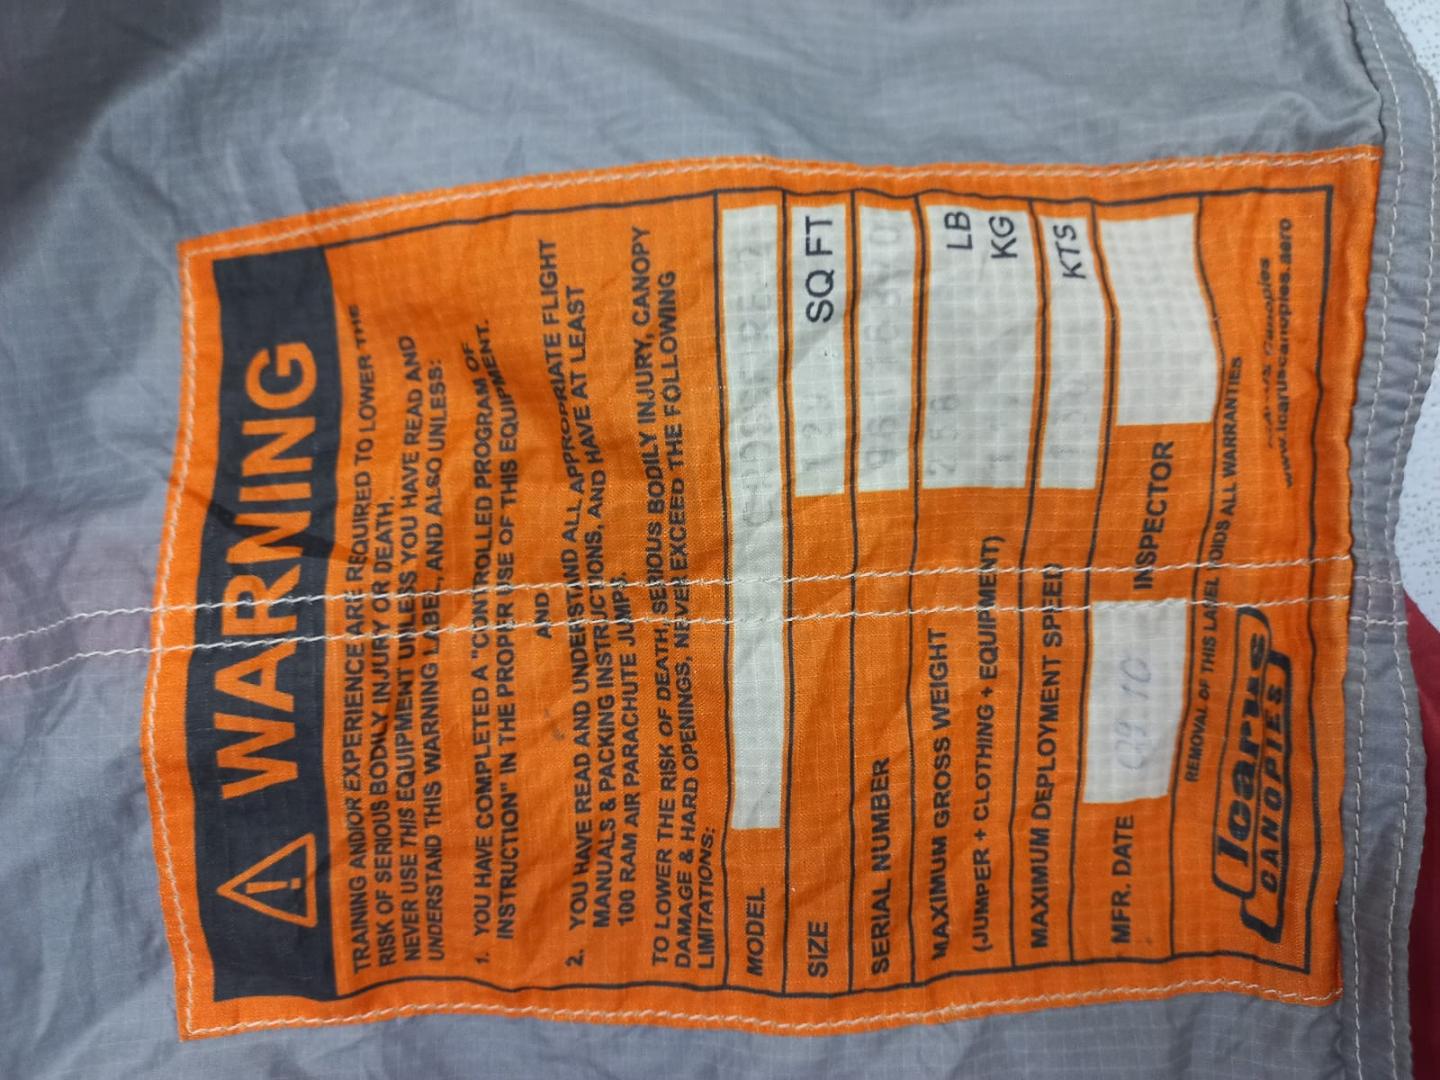 WARNING
TRAINING AND/OR EXPERIENCE ARE REQUIRED TO LOWER THE
RISK OF SERIOUS BODILY INJURY OR DEATH.
NEVER USE THIS EQUIPMENT UNLESS YOU HAVE READ AND
UNDERSTAND THIS WARNING LABEL, AND ALSO UNLESS:
1. YOU HAVE COMPLETED A "CONTROLLED PROGRAM OF
INSTRUCTION" IN THE PROPER USE OF THIS EQUIPMENT.
AND
2. YOU HAVE READ AND UNDERSTAND ALL APPROPRIATE FLIGHT
MANUALS & PACKING INSTRUCTIONS, AND HAVE AT LEAST
100 RAM AIR PARACHUTE JUMPS.
TO LOWER THE RISK OF DEATH, SERIOUS BODILY INJURY, CANOPY
DAMAGE & HARD OPENINGS, NEVER EXCEED THE FOLLOWING
LIMITATIONS:
MODEL
SIZE SQ FT
SERIAL NUMBER
MAXIMUM GROSS WEIGHT LB
(JUMPER + CLOTHING + EQUIPMENT) KG
MAXIMUM DEPLOYMENT SPEED KTS
MFR. DATE INSPECTOR
REMOVAL OF THIS LABEL VOIDS ALL WARRANTIES
Icarus
CANOPIES
www.icaruscanopies.aero